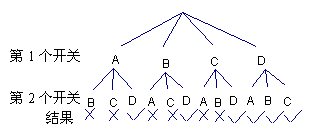 第1个开关
A B C D
第2个开关
B C D A C D A B D A B C
结果
× × ✓ × × ✓ × × ✓ ✓ ✓ ✓